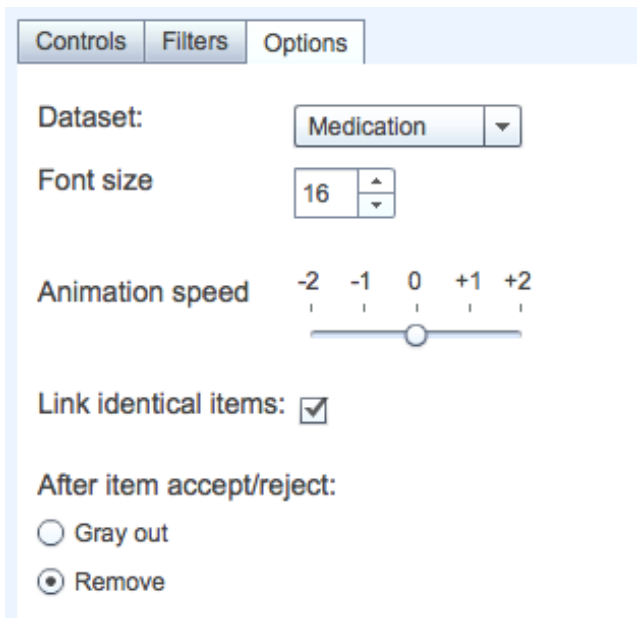 Controls Filters Options
Dataset: Medication
Font size 16
-2 -1 0 +1 +2
Animation speed
Link identical items:
After item accept/reject:
Gray out
Remove